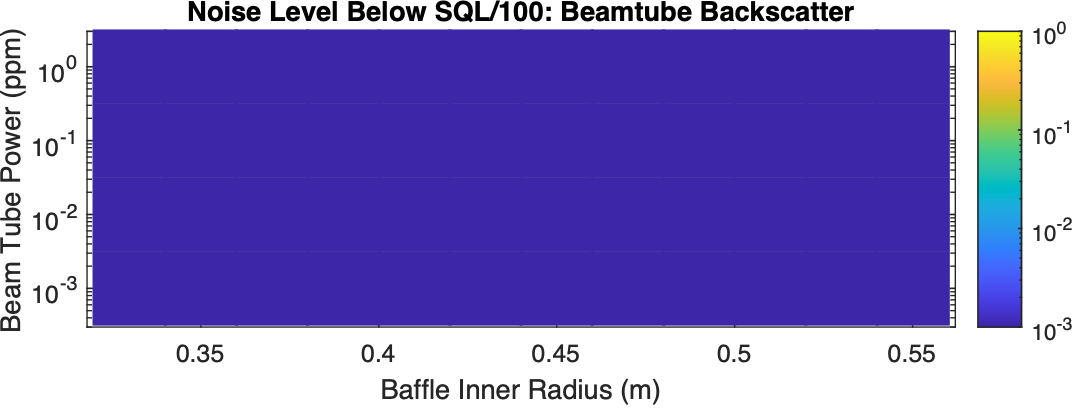 Noise Level Below SQL/100: Beamtube Backscatter
Beam Tube Power (ppm)
10^0
10^-1
10^-2
10^-3
0.35 0.4 0.45 0.5 0.55
Baffle Inner Radius (m)
10^0
10^-1
10^-2
10^-3